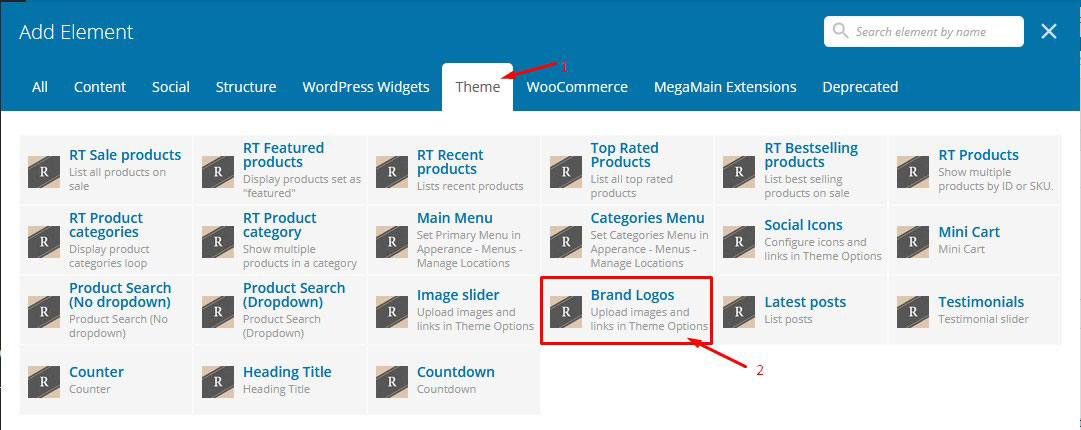 Add Element
Search element by name
1
All Content Social Structure WordPress Widgets Theme WooCommerce MegaMain Extensions Deprecated
R
RT Sale products
List all products on
sale
R
RT Featured
products
Display products set as
"featured"
R
RT Recent
products
Lists recent products
R
Top Rated
Products
List all top rated
products
R
RT Bestselling
products
List best selling
products on sale
R
RT Products
Show multiple
products by ID or SKU.
R
RT Product
categories
Display product
categories loop
R
RT Product
category
Show multiple
products in a category
R
Main Menu
Set Primary Menu in
Apperance - Menus -
Manage Locations
R
Categories Menu
Set Categories Menu in
Apperance - Menus -
Manage Locations
R
Social Icons
Configure icons and
links in Theme Options
R
Mini Cart
Mini Cart
R
Product Search
(No dropdown)
Product Search (No
dropdown)
R
Product Search
(Dropdown)
Product Search
(Dropdown)
R
Image slider
Upload images and
links in Theme Options
R
Brand Logos
Upload images and
links in Theme Options
R
Latest posts
List posts
R
Testimonials
Testimonial slider
2
R
Counter
Counter
R
Heading Title
Heading Title
R
Countdown
Countdown